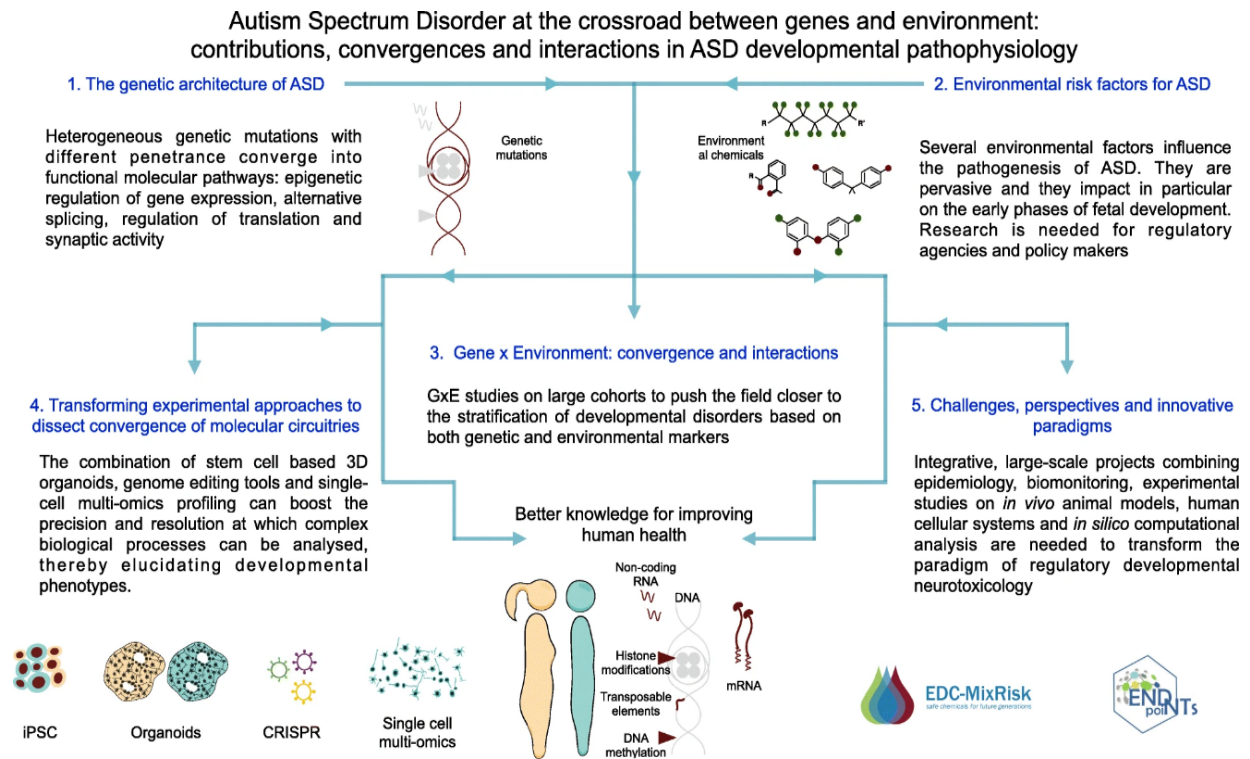 Autism Spectrum Disorder at the crossroad between genes and environment:
contributions, convergences and interactions in ASD developmental pathophysiology
1. The genetic architecture of ASD
Heterogeneous genetic mutations with
different penetrance converge into
functional molecular pathways: epigenetic
regulation of gene expression, alternative
splicing, regulation of translation and
synaptic activity
Genetic
mutations
Environment
al chemicals
R
R'
R
2. Environmental risk factors for ASD
Several environmental factors influence
the pathogenesis of ASD. They are
pervasive and they impact in particular
on the early phases of fetal development.
Research is needed for regulatory
agencies and policy makers
3. Gene x Environment: convergence and interactions
GxE studies on large cohorts to push the field closer to
the stratification of developmental disorders based on
both genetic and environmental markers
4. Transforming experimental approaches to
dissect convergence of molecular circuitries
The combination of stem cell based 3D
organoids, genome editing tools and single-
cell multi-omics profiling can boost the
precision and resolution at which complex
biological processes can be analysed,
thereby elucidating developmental
phenotypes.
5. Challenges, perspectives and innovative
paradigms
Integrative, large-scale projects combining
epidemiology, biomonitoring, experimental
studies on in vivo animal models, human
cellular systems and in silico computational
analysis are needed to transform the
paradigm of regulatory developmental
neurotoxicology
Better knowledge for improving
human health
Non-coding
RNA
DNA
Histone
modifications
mRNA
Transposable
elements
DNA
methylation
iPSC
Organoids
CRISPR
Single cell
multi-omics
EDC-MixRisk
safe chemicals for future generations
END
poiNTs